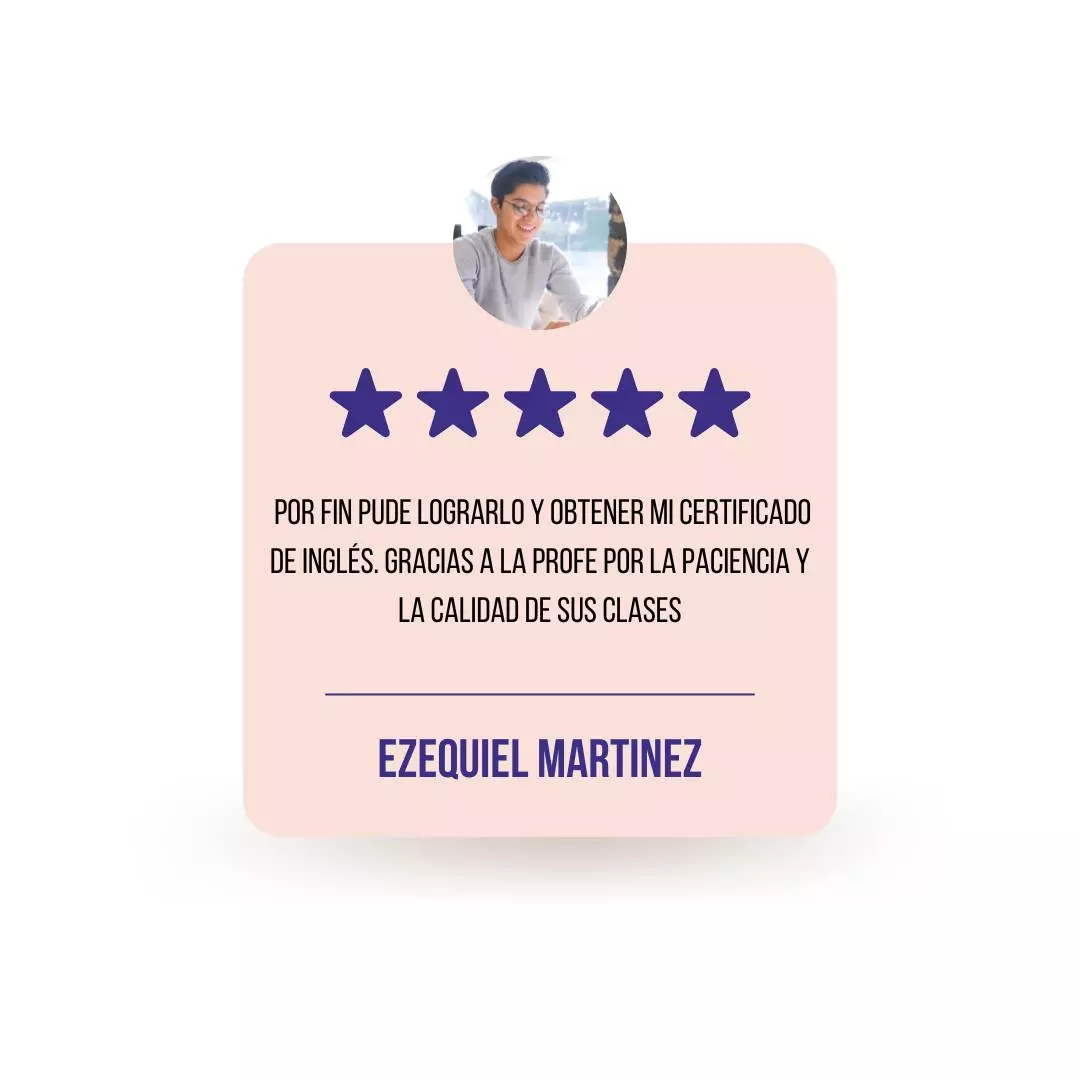 POR FIN PUDE LOGRARLO Y OBTENER MI CERTIFICADO
DE INGLÉS. GRACIAS A LA PROFE POR LA PACIENCIA Y
LA CALIDAD DE SUS CLASES
EZEQUIEL MARTINEZ